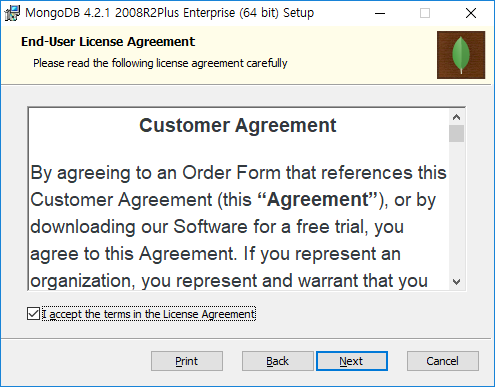 MongoDB 4.2.1 2008R2Plus Enterprise (64 bit) Setup
End-User License Agreement
Please read the following license agreement carefully
Customer Agreement
By agreeing to an Order Form that references this
Customer Agreement (this “Agreement”), or by
downloading our Software for a free trial, you
agree to this Agreement. If you represent an
organization, you represent and warrant that you
I accept the terms in the License Agreement
Print
Back
Next
Cancel